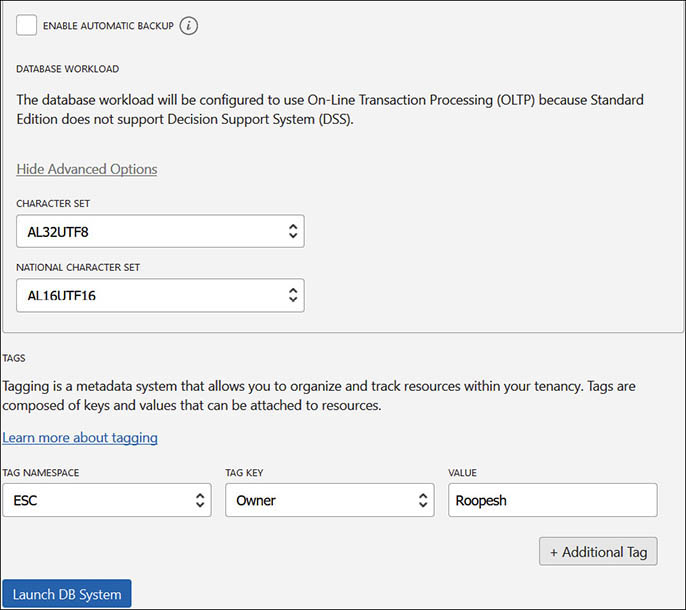 ENABLE AUTOMATIC BACKUP i
DATABASE WORKLOAD
The database workload will be configured to use On-Line Transaction Processing (OLTP) because Standard
Edition does not support Decision Support System (DSS).
Hide Advanced Options
CHARACTER SET
AL32UTF8
NATIONAL CHARACTER SET
AL16UTF16
TAGS
Tagging is a metadata system that allows you to organize and track resources within your tenancy. Tags are
composed of keys and values that can be attached to resources.
Learn more about tagging
TAG NAMESPACE TAG KEY VALUE
ESC Owner Roopesh
+ Additional Tag
Launch DB System